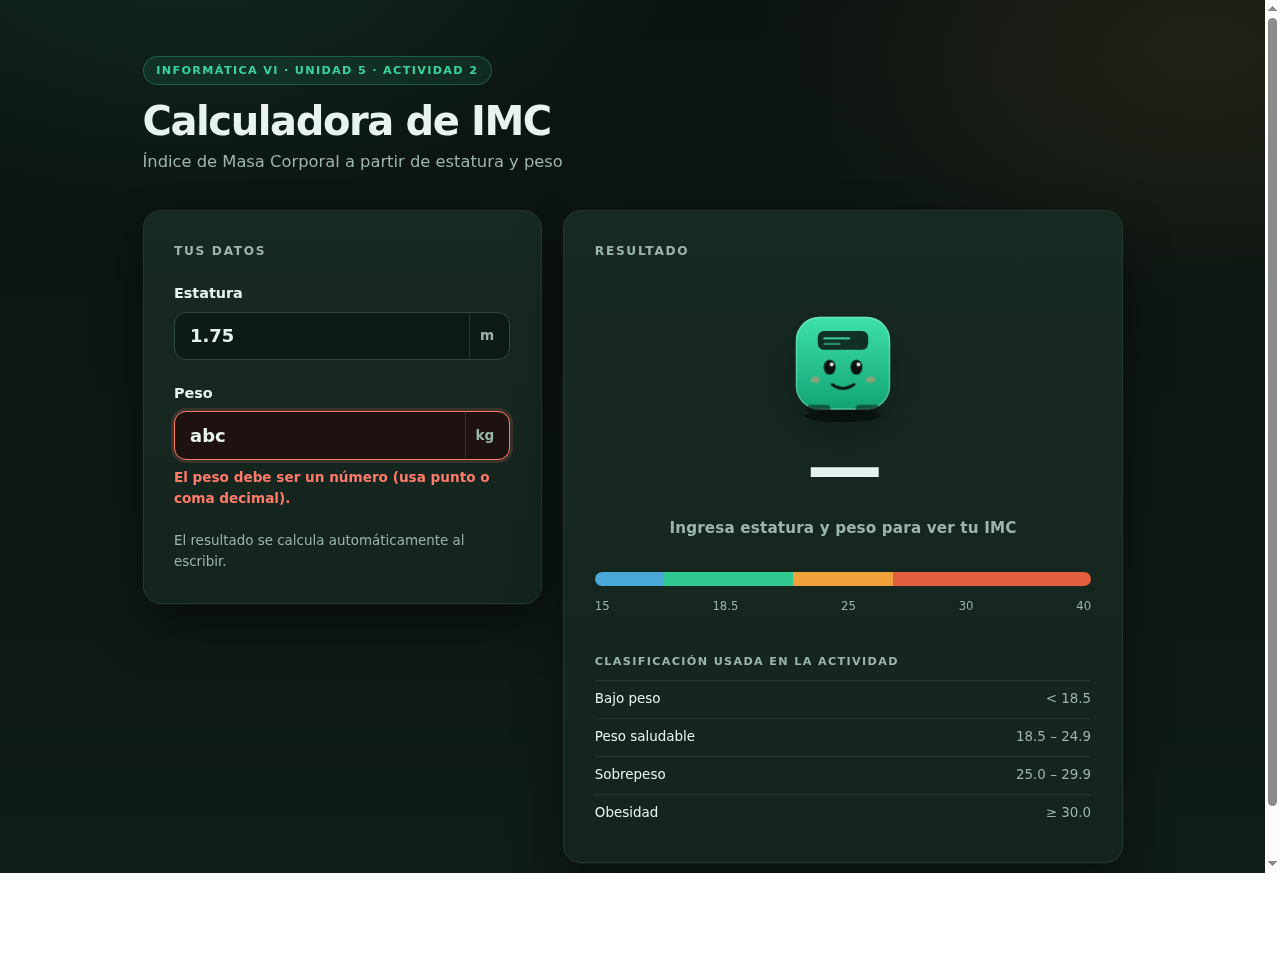 INFORMÁTICA VI · UNIDAD 5 · ACTIVIDAD 2
Calculadora de IMC
Índice de Masa Corporal a partir de estatura y peso
TUS DATOS
Estatura
1.75 m
Peso
abc kg
El peso debe ser un número (usa punto o
coma decimal).
El resultado se calcula automáticamente al
escribir.
RESULTADO
—
Ingresa estatura y peso para ver tu IMC
15 18.5 25 30 40
CLASIFICACIÓN USADA EN LA ACTIVIDAD
Bajo peso < 18.5
Peso saludable 18.5 – 24.9
Sobrepeso 25.0 – 29.9
Obesidad ≥ 30.0